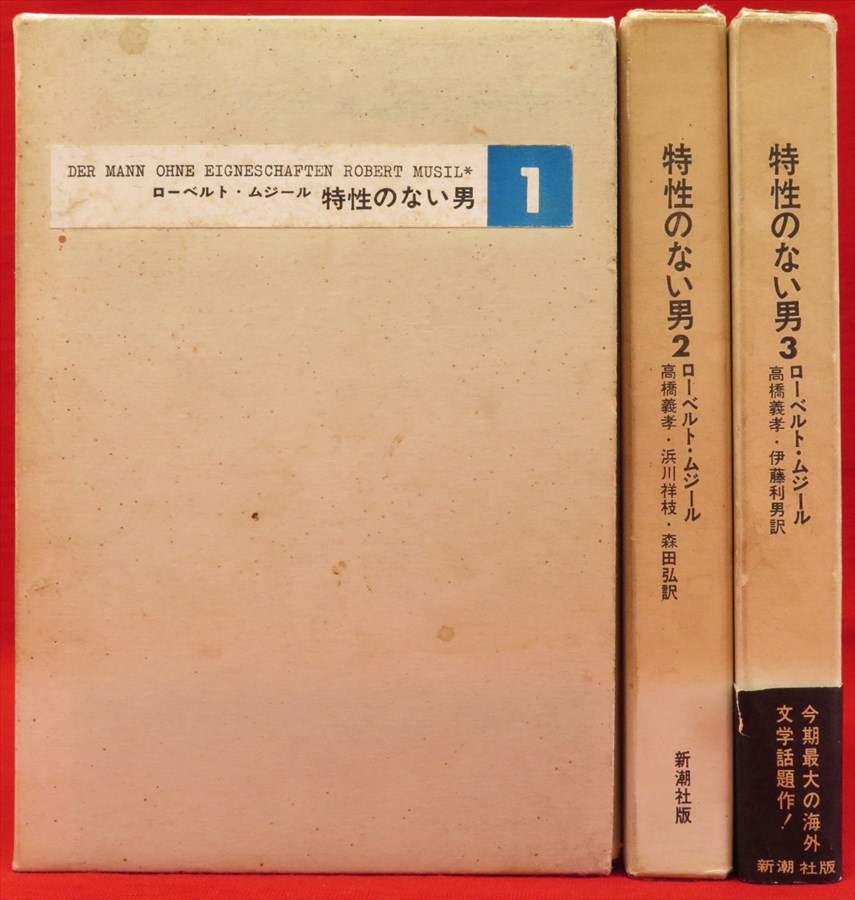 DER MANN OHNE EIGNESCHAFTEN ROBERT MUSIL*
ローベルト・ムジール 特性のない男
1
特性のない男2
ローベルト・ムジール
高橋義孝・浜川祥枝・森田弘訳
新潮社版
特性のない男3
ローベルト・ムジール
高橋義孝・伊藤利男訳
今期最大の海外
文学話題作!
新潮社版